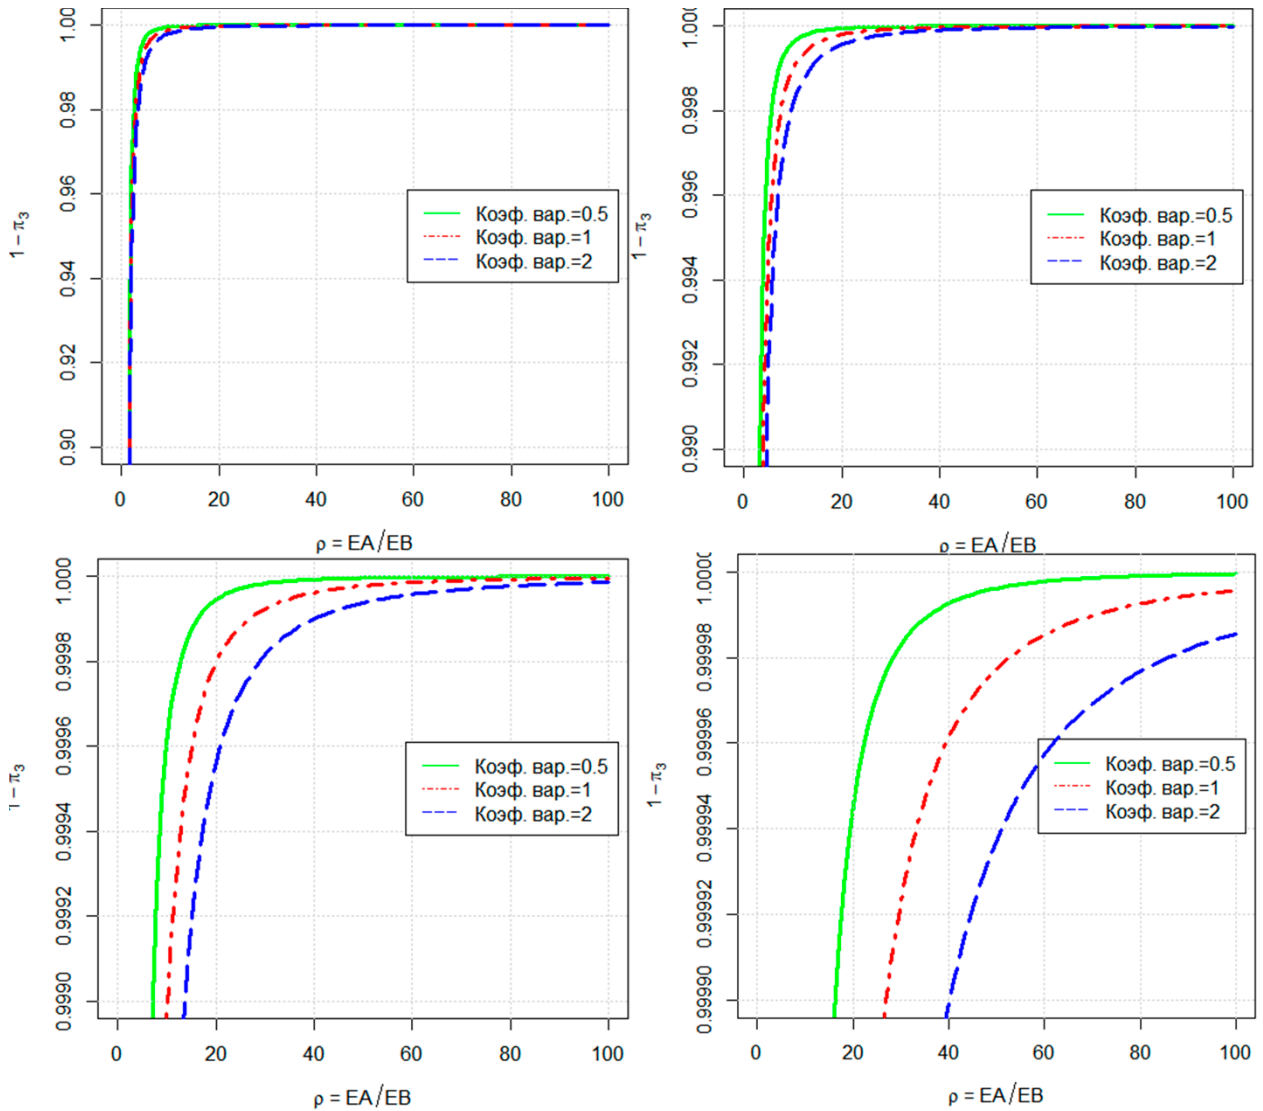 1.00
0.98
0.96
0.94
0.92
0.90
1 − π₃
Коэф. вар.=0.5
Коэф. вар.=1
Коэф. вар.=2
0 20 40 60 80 100
ρ = EA/EB
1.000
0.998
0.996
0.994
0.992
0.990
1 − π₃
Коэф. вар.=0.5
Коэф. вар.=1
Коэф. вар.=2
0 20 40 60 80 100
ρ = EA/EB
1.0000
0.9998
0.9996
0.9994
0.9992
0.9990
1 − π₃
Коэф. вар.=0.5
Коэф. вар.=1
Коэф. вар.=2
0 20 40 60 80 100
ρ = EA/EB
1.0000
0.99998
0.99996
0.99994
0.99992
0.99990
1 − π₃
Коэф. вар.=0.5
Коэф. вар.=1
Коэф. вар.=2
0 20 40 60 80 100
ρ = EA/EB